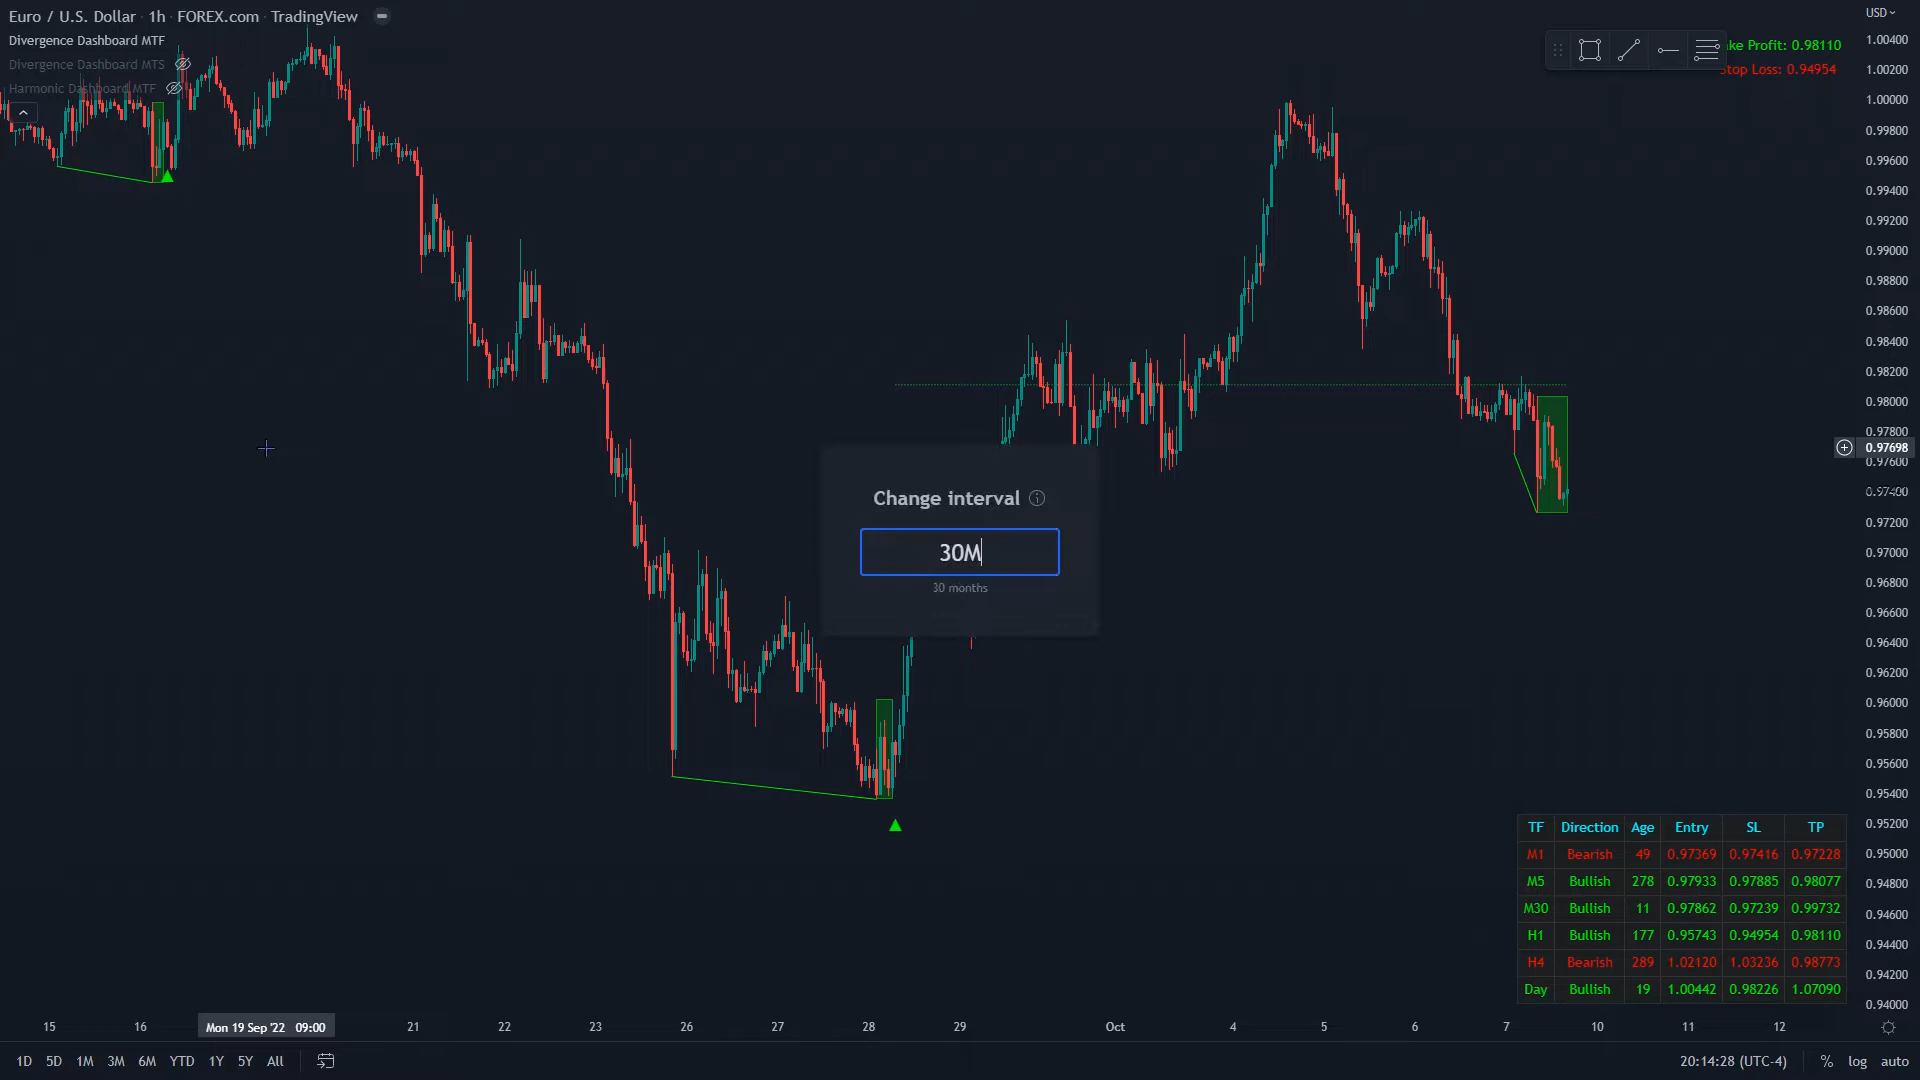 Euro / U.S. Dollar · 1h · FOREX.com · TradingView
USD
Divergence Dashboard MTF
Divergence Dashboard MTS
Harmonic Dashboard MTF
ke Profit: 0.98110
Stop Loss: 0.94954
1.00400
1.00200
1.00000
0.99800
0.99600
0.99400
0.99200
0.99000
0.98800
0.98600
0.98400
0.98200
0.98000
0.97800
0.97698
0.97600
0.97400
0.97200
0.97000
0.96800
0.96600
0.96400
0.96200
0.96000
0.95800
0.95600
0.95400
0.95200
0.95000
0.94800
0.94600
0.94400
0.94200
0.94000
Change interval
30M
30 months
TF Direction Age Entry SL TP
M1 Bearish 49 0.97369 0.97416 0.97228
M5 Bullish 278 0.97933 0.97885 0.98077
M30 Bullish 11 0.97862 0.97239 0.99732
H1 Bullish 177 0.95743 0.94954 0.98110
H4 Bearish 289 1.02120 1.03236 0.98773
Day Bullish 19 1.00442 0.98226 1.07090
15 16 Mon 19 Sep '22 09:00 21 22 23 26 27 28 29 Oct 4 5 6 7 10 11 12
1D 5D 1M 3M 6M YTD 1Y 5Y All
20:14:28 (UTC-4) % log auto